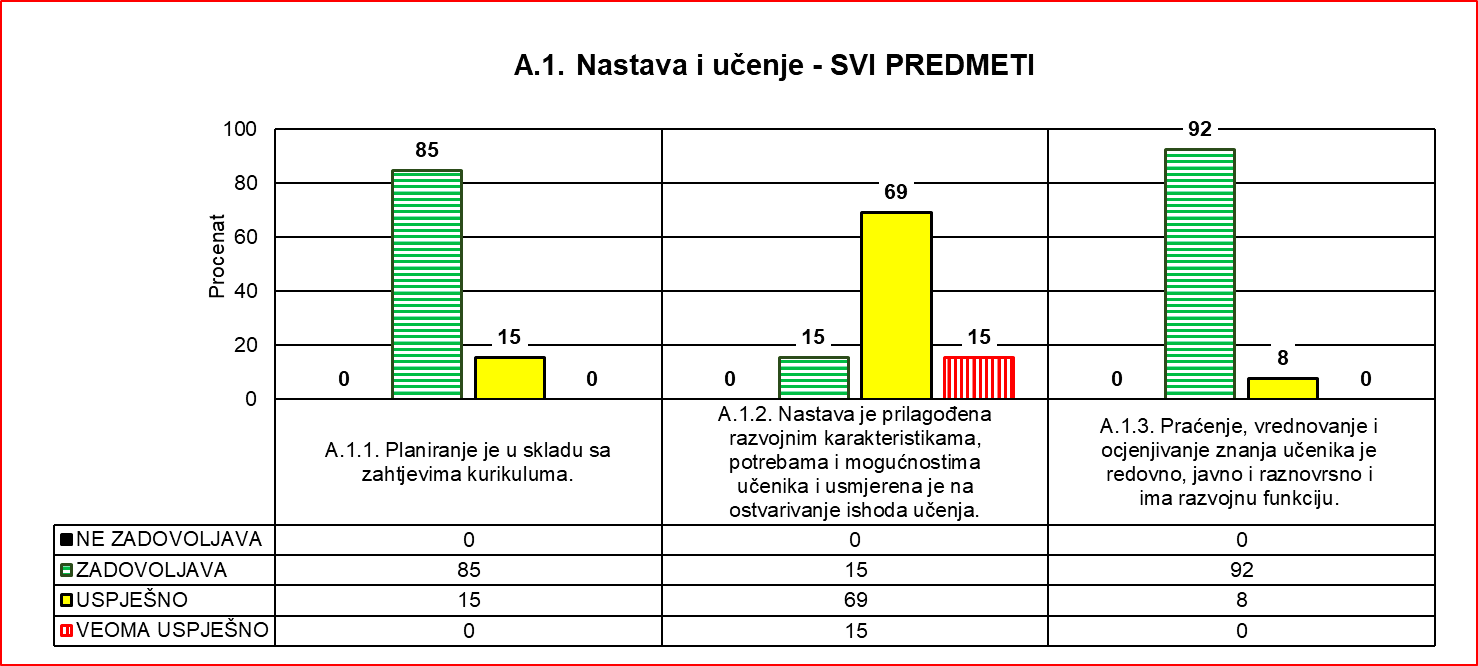 A.1. Nastava i učenje - SVI PREDMETI
Procenat
100
80
60
40
20
0
0
85
15
0
0
15
69
15
0
92
8
0
A.1.1. Planiranje je u skladu sa
zahtjevima kurikuluma.
A.1.2. Nastava je prilagođena
razvojnim karakteristikama,
potrebama i mogućnostima
učenika i usmjerena je na
ostvarivanje ishoda učenja.
A.1.3. Praćenje, vrednovanje i
ocjenjivanje znanja učenika je
redovno, javno i raznovrsno i
ima razvojnu funkciju.
NE ZADOVOLJAVA 0 0 0
ZADOVOLJAVA 85 15 92
USPJEŠNO 15 69 8
VEOMA USPJEŠNO 0 15 0